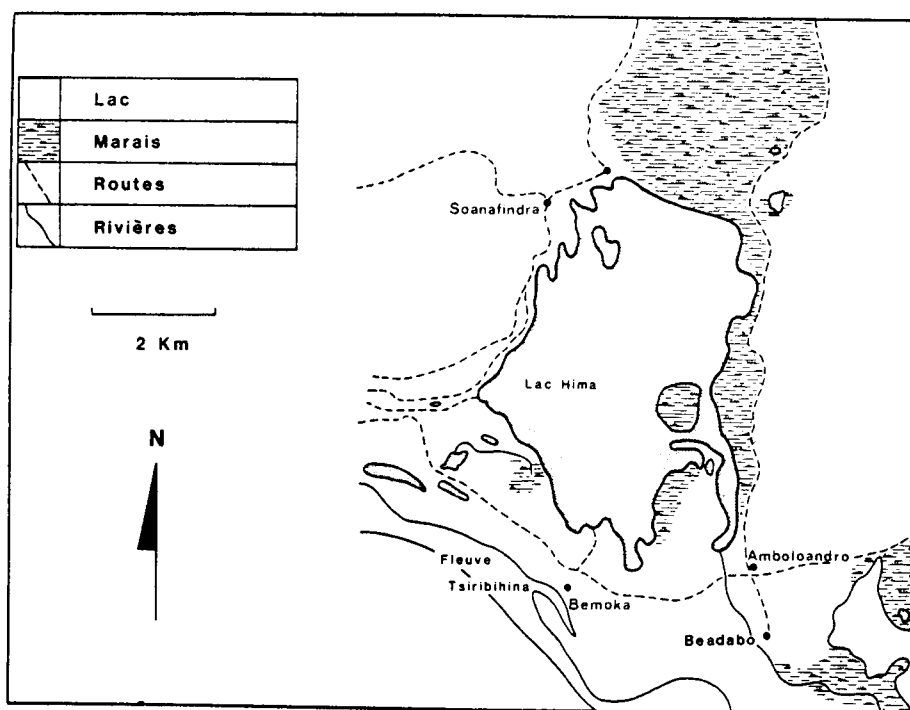 Lac
Marais
Routes
Rivières
2 Km
N
Soanafindra
Lac Hima
Fleuve
Tsiribihina
Bemoka
Amboloandro
Beadabo